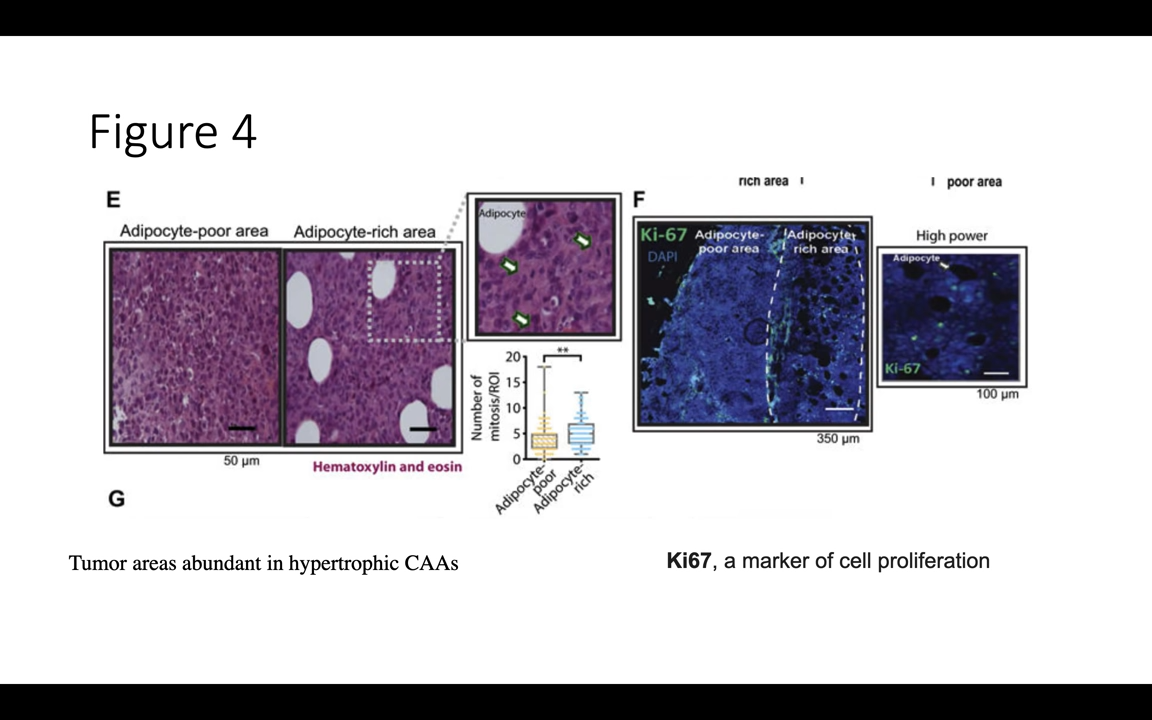 Figure 4
rich area
poor area
E
Adipocyte-poor area
Adipocyte-rich area
Adipocyte
50 µm
Hematoxylin and eosin
Number of
mitosis/ROI
20
15
10
5
0
**
Adipocyte-
poor
Adipocyte-
rich
F
Ki-67
DAPI
Adipocyte-
poor area
Adipocyte-
rich area
350 µm
High power
Adipocyte
Ki-67
100 µm
G
Tumor areas abundant in hypertrophic CAAs
Ki67, a marker of cell proliferation